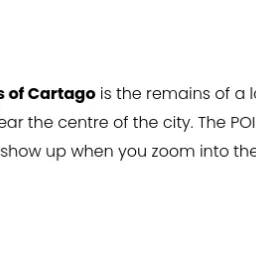 s of Cartago is the remains of a
ear the centre of the city. The POI
show up when you zoom into the